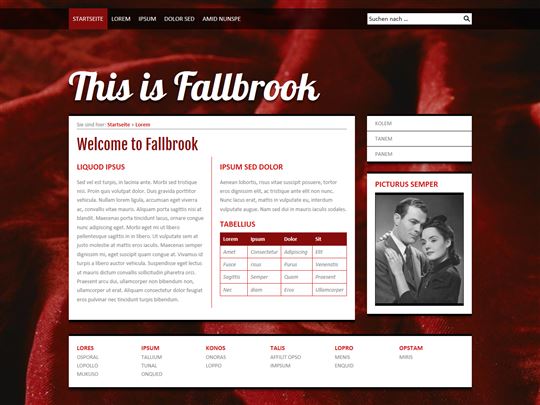 STARTSEITE LOREM IPSUM DOLOR SED AMID NUNSPE
Suchen nach ...
This is Fallbrook
Sie sind hier: Startseite » Lorem
Welcome to Fallbrook
LIQUOD IPSUS
Sed vel est turpis, in lacima ante. Morbi sed tristique
nisi. Proin quis volutpat dolor. Duis gravida porttitor
vehicula. Nullam lorem ligula, accumsan eget viverra
ac, convallis vitae mauris. Aliquam porta sagittis nisi at
blandit. Maecenas porta tincidunt lacus, ornare congue
nunc adipiscing eget. Morbi eget mi ut libero
pellentesque sagittis in in libero. Ut vulputate sem at
justo molestie at mattis eros iaculis. Maecenas semper
dignissim mi, eget suscipit quam congue at. Vivamus id
turpis a libero auctor vehicula. Suspendisse eget lectus
ut mauris dictum convallis sollicitudin pharetra orci.
Praesent arcu dui, ullamcorper non bibendum non,
ullamcorper ut erat. Aliquam consectetur dolor feugiat
eros pulvinar nec tincidunt turpis bibendum.
IPSUM SED DOLOR
Aenean lobortis, risus vitae suscipit posuere, tortor
eros dignissim elit, ac tristique ante elit non nunc.
Nunc lacus erat, mattis in vulputate eu, interdum
vulputate augue. Nam sed dui in mauris iaculis sodales.
TABELLIUS
Lorem Ipsum Dolor Sit
Amet Consectetur Adipiscing Elit
Fusce risus Purus Venenatis
Sagittis Semper Quam Praesent
Nec diam Eros Ullamcorper
KOLEM
TANEM
PANEM
PICTURIUS SEMPER
LORES IPSUM KONOS TALIS LOPRO OPSTAM
OSPORAL TALLIUM ONORAS AFFILIT OPSO MENIS MIRIS
LOPOLLO TUNAL LOPPO IMPSUM ENQUID
MUKUSO ONQUED